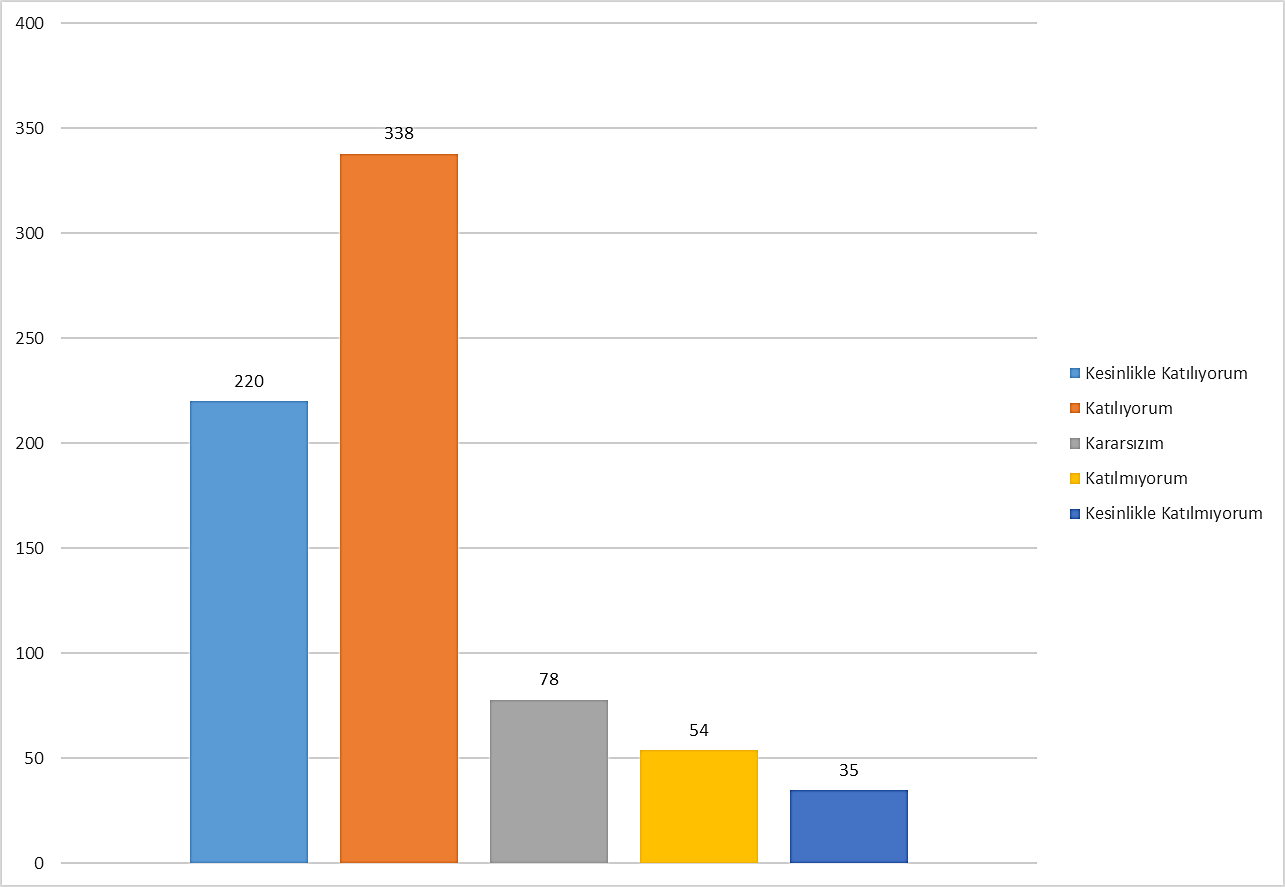 400
350
338
300
250
220
200
150
100
78
54
50
35
0
Kesinlikle Katılıyorum
Katılıyorum
Kararsızım
Katılmıyorum
Kesinlikle Katılmıyorum